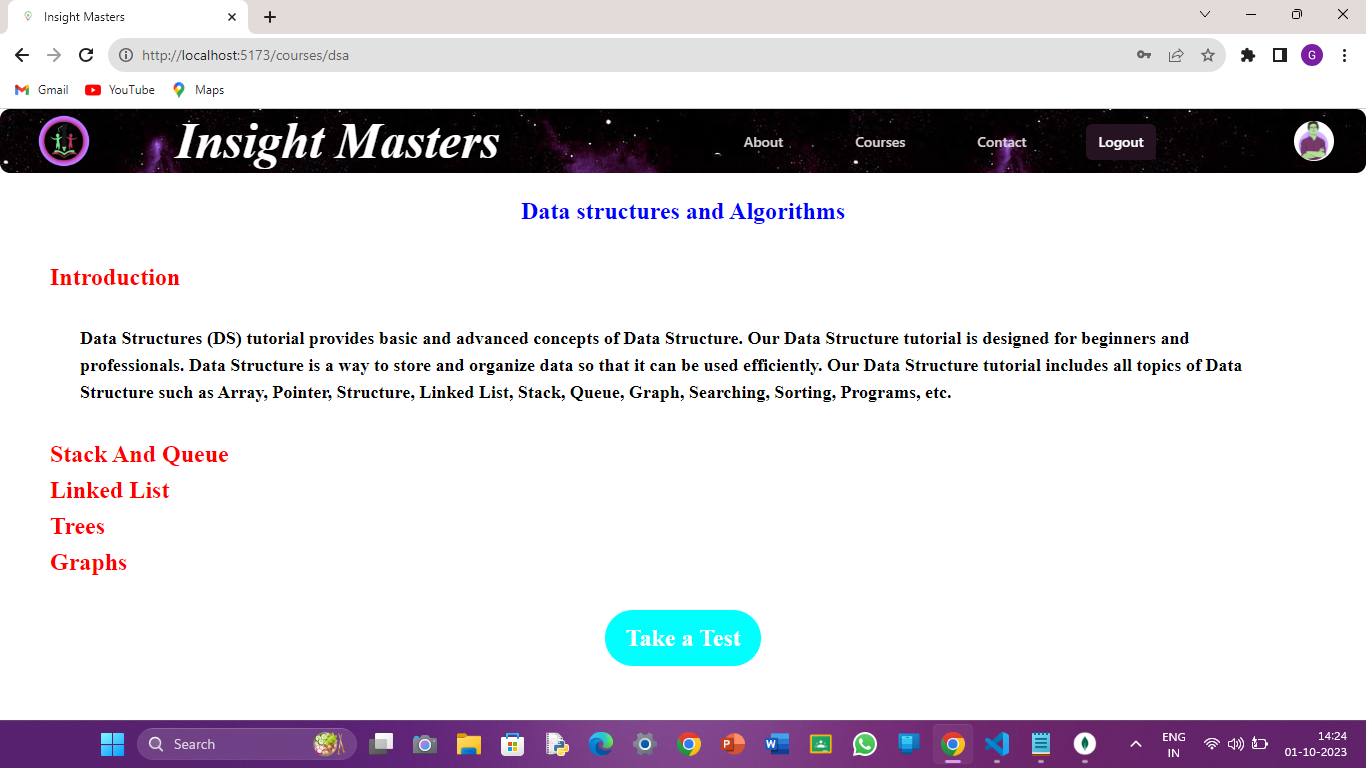 Insight Masters
http://localhost:5173/courses/dsa
G
Gmail YouTube Maps
Insight Masters About Courses Contact Logout
Data structures and Algorithms
Introduction
Data Structures (DS) tutorial provides basic and advanced concepts of Data Structure. Our Data Structure tutorial is designed for beginners and
professionals. Data Structure is a way to store and organize data so that it can be used efficiently. Our Data Structure tutorial includes all topics of Data
Structure such as Array, Pointer, Structure, Linked List, Stack, Queue, Graph, Searching, Sorting, Programs, etc.
Stack And Queue
Linked List
Trees
Graphs
Take a Test
Search
ENG
IN
14:24
01-10-2023